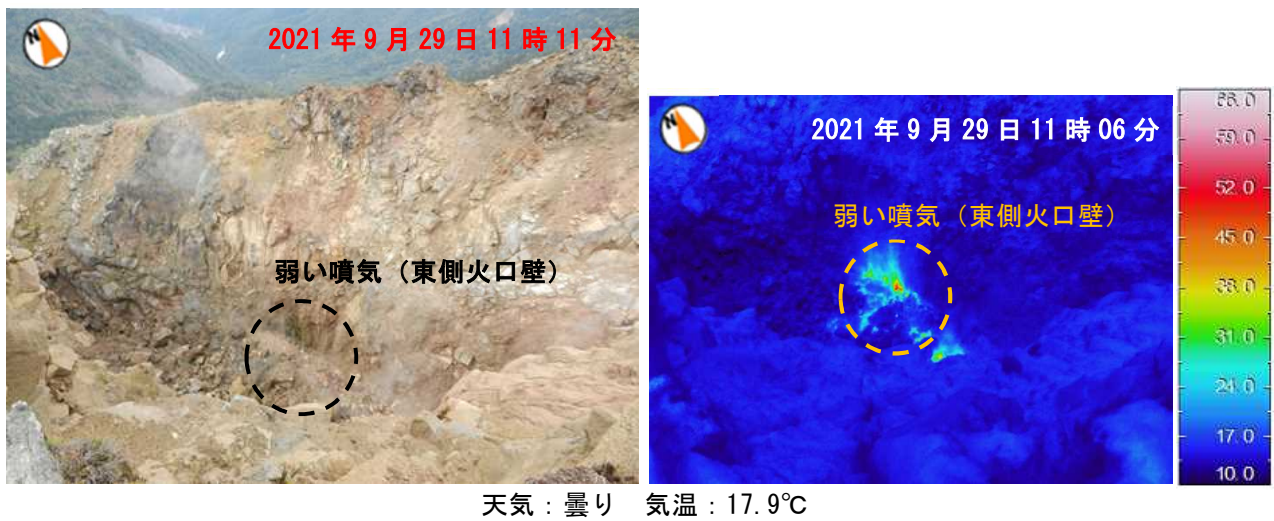 N
2021年9月29日11時11分
弱い噴気（東側火口壁）
N
2021年9月29日11時06分
弱い噴気（東側火口壁）
66.0
59.0
52.0
45.0
38.0
31.0
24.0
17.0
10.0
天気：曇り　気温：17.9℃